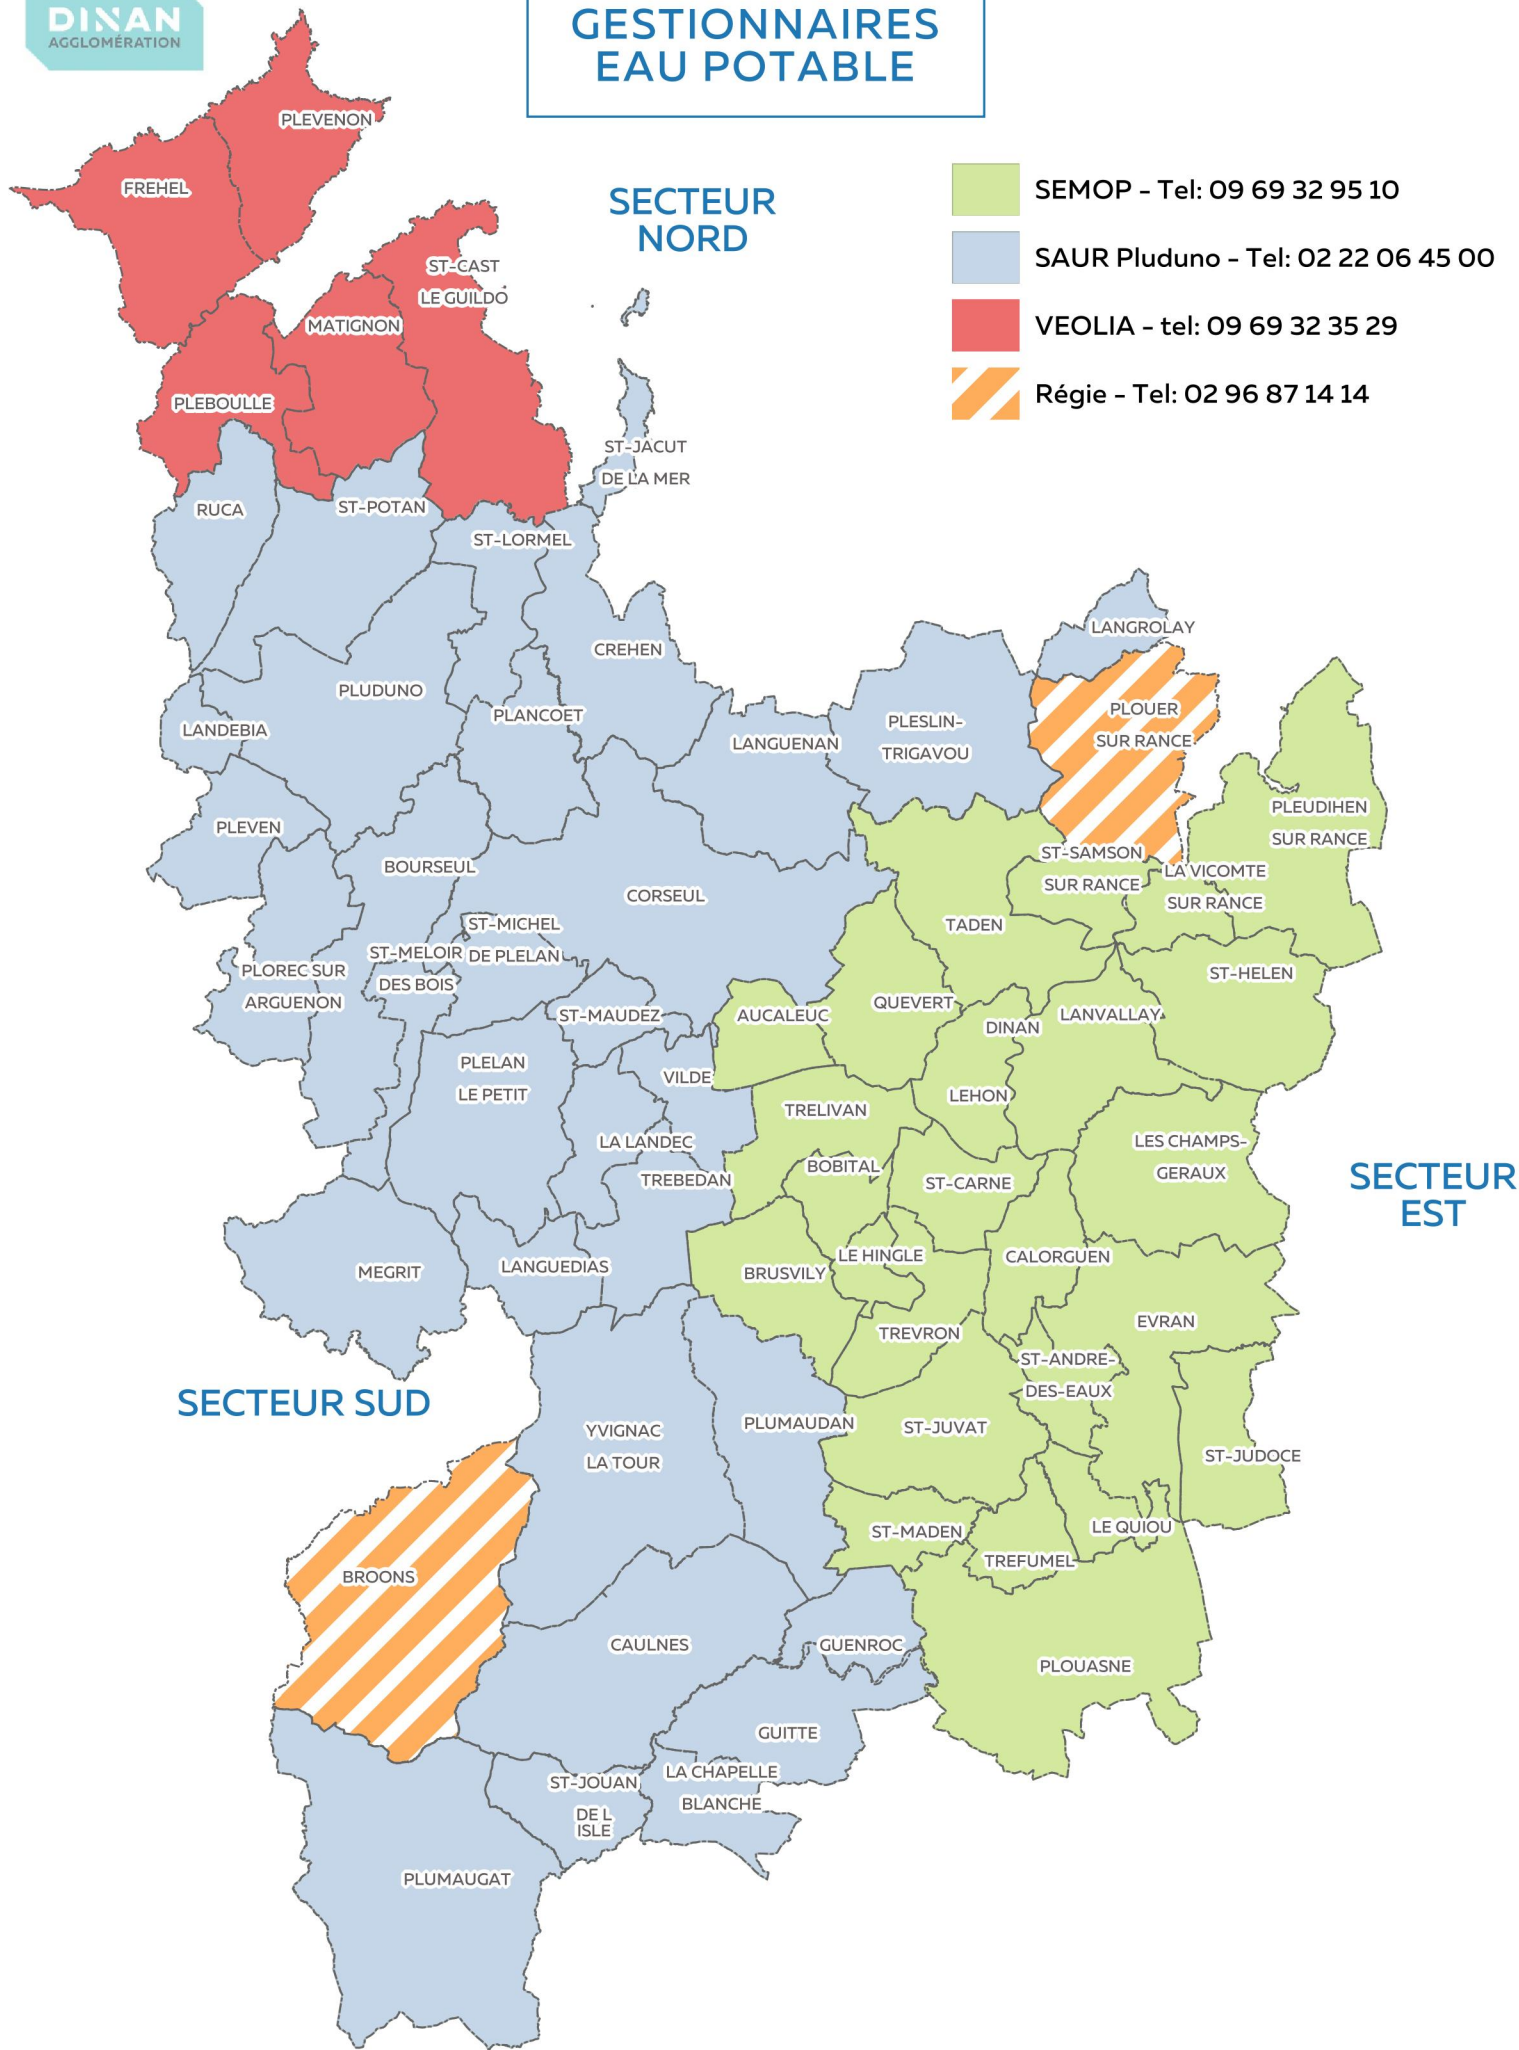 DINAN
AGGLOMÉRATION
GESTIONNAIRES
EAU POTABLE
SECTEUR
NORD
SEMOP - Tel: 09 69 32 95 10
SAUR Pluduno - Tel: 02 22 06 45 00
VEOLIA - tel: 09 69 32 35 29
Régie - Tel: 02 96 87 14 14
PLEVENON
FREHEL
ST-CAST
LE GUILDO
MATIGNON
PLEBOULLE
ST-JACUT
DE LA MER
RUCA
ST-POTAN
ST-LORMEL
LANGROLAY
CREHEN
PLUDUNO
PLANCOET
LANDEBIA
LANGUENAN
PLESLIN-
TRIGAVOU
PLOUER
SUR RANCE
PLEUDIHEN
SUR RANCE
PLEVEN
BOURSEUL
CORSEUL
ST-SAMSON
SUR RANCE
LA VICOMTE
SUR RANCE
TADEN
ST-MICHEL
DE PLELAN
ST-MELOIR
DES BOIS
PLOREC SUR
ARGUENON
ST-HELEN
QUEVERT
AUCALEUC
ST-MAUDEZ
DINAN
LANVALLAY
PLELAN
LE PETIT
VILDE
LEHON
TRELIVAN
LA LANDEC
TREBEDAN
BOBITAL
ST-CARNE
LES CHAMPS-
GERAUX
SECTEUR
EST
MEGRIT
LANGUEDIAS
BRUSVILY
LE HINGLE
CALORGUEN
EVRAN
TREVRON
ST-ANDRE-
DES-EAUX
SECTEUR SUD
YVIGNAC
LA TOUR
PLUMAUDAN
ST-JUVAT
ST-JUDOCE
ST-MADEN
LE QUIOU
TREFUMEL
BROONS
CAULNES
GUENROC
PLOUASNE
GUITTE
ST-JOUAN
DE L
ISLE
LA CHAPELLE
BLANCHE
PLUMAUGAT